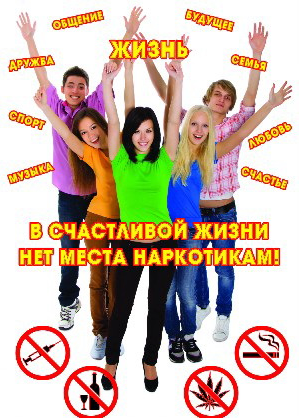 ОБЩЕНИЕ
БУДУЩЕЕ
ЖИЗНЬ
ДРУЖБА
СЕМЬЯ
СПОРТ
ЛЮБОВЬ
МУЗЫКА
СЧАСТЬЕ
В СЧАСТЛИВОЙ ЖИЗНИ
НЕТ МЕСТА НАРКОТИКАМ!